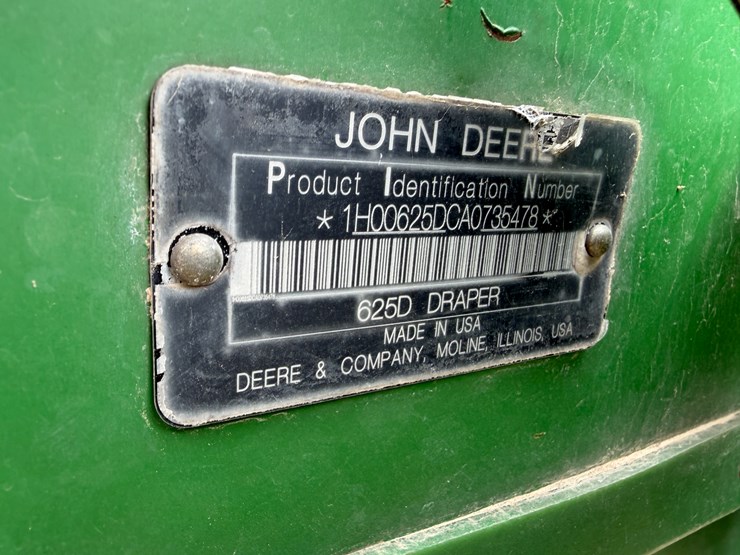 JOHN DEERE
Product Identification Number
* 1H00625DCA0735478 *
625D DRAPER
MADE IN USA
DEERE & COMPANY, MOLINE, ILLINOIS, USA